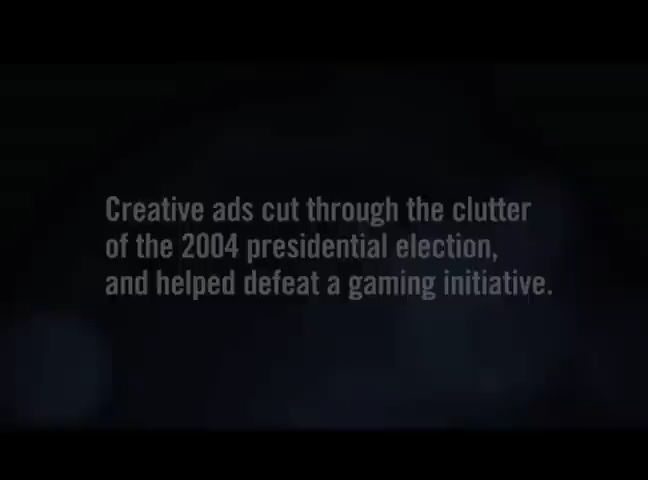 Creative ads cut through the clutter
of the 2004 presidential election,
and helped defeat a gaming initiative.